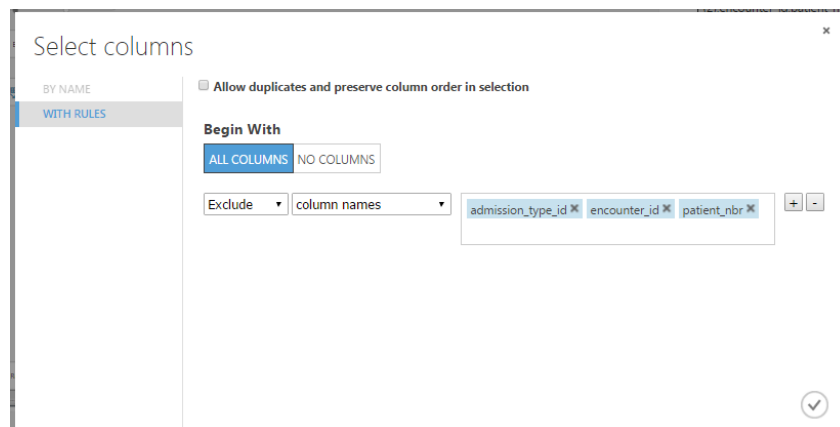 Select columns
BY NAME
WITH RULES
Allow duplicates and preserve column order in selection
Begin With
ALL COLUMNS NO COLUMNS
Exclude column names admission_type_id encounter_id patient_nbr + -